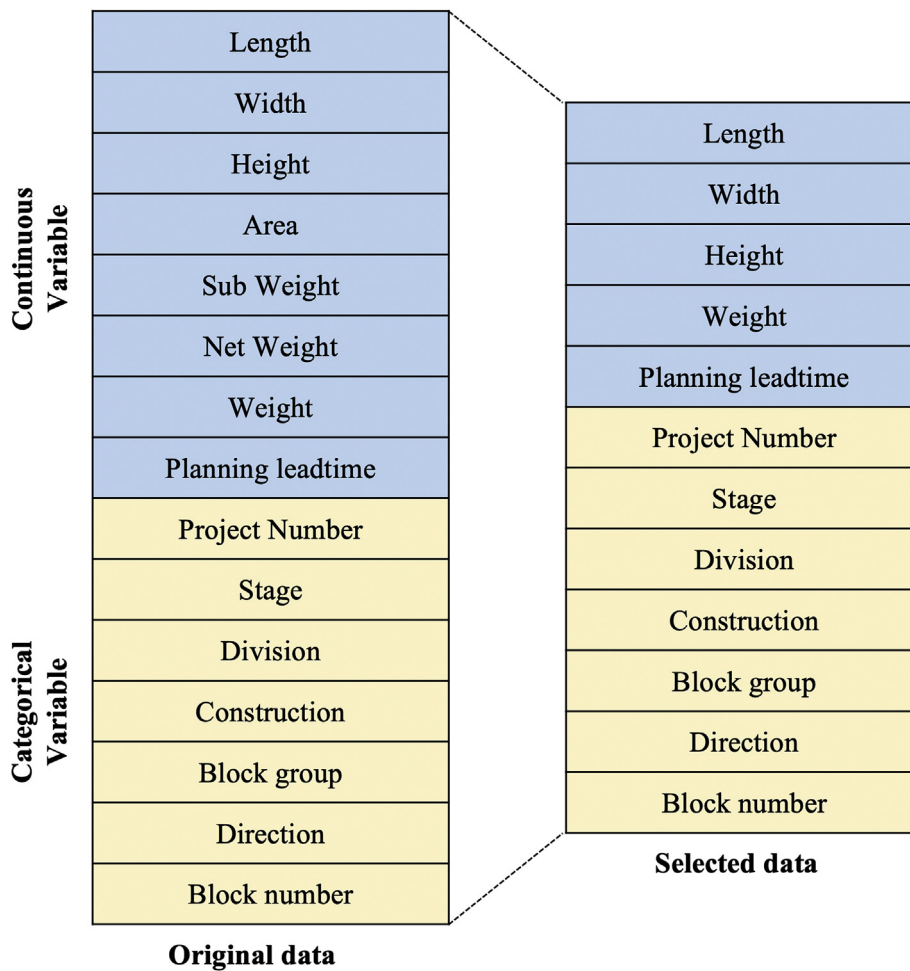 Continuous
Variable
Categorical
Variable
Length
Width
Height
Area
Sub Weight
Net Weight
Weight
Planning leadtime
Project Number
Stage
Division
Construction
Block group
Direction
Block number
Original data
Length
Width
Height
Weight
Planning leadtime
Project Number
Stage
Division
Construction
Block group
Direction
Block number
Selected data